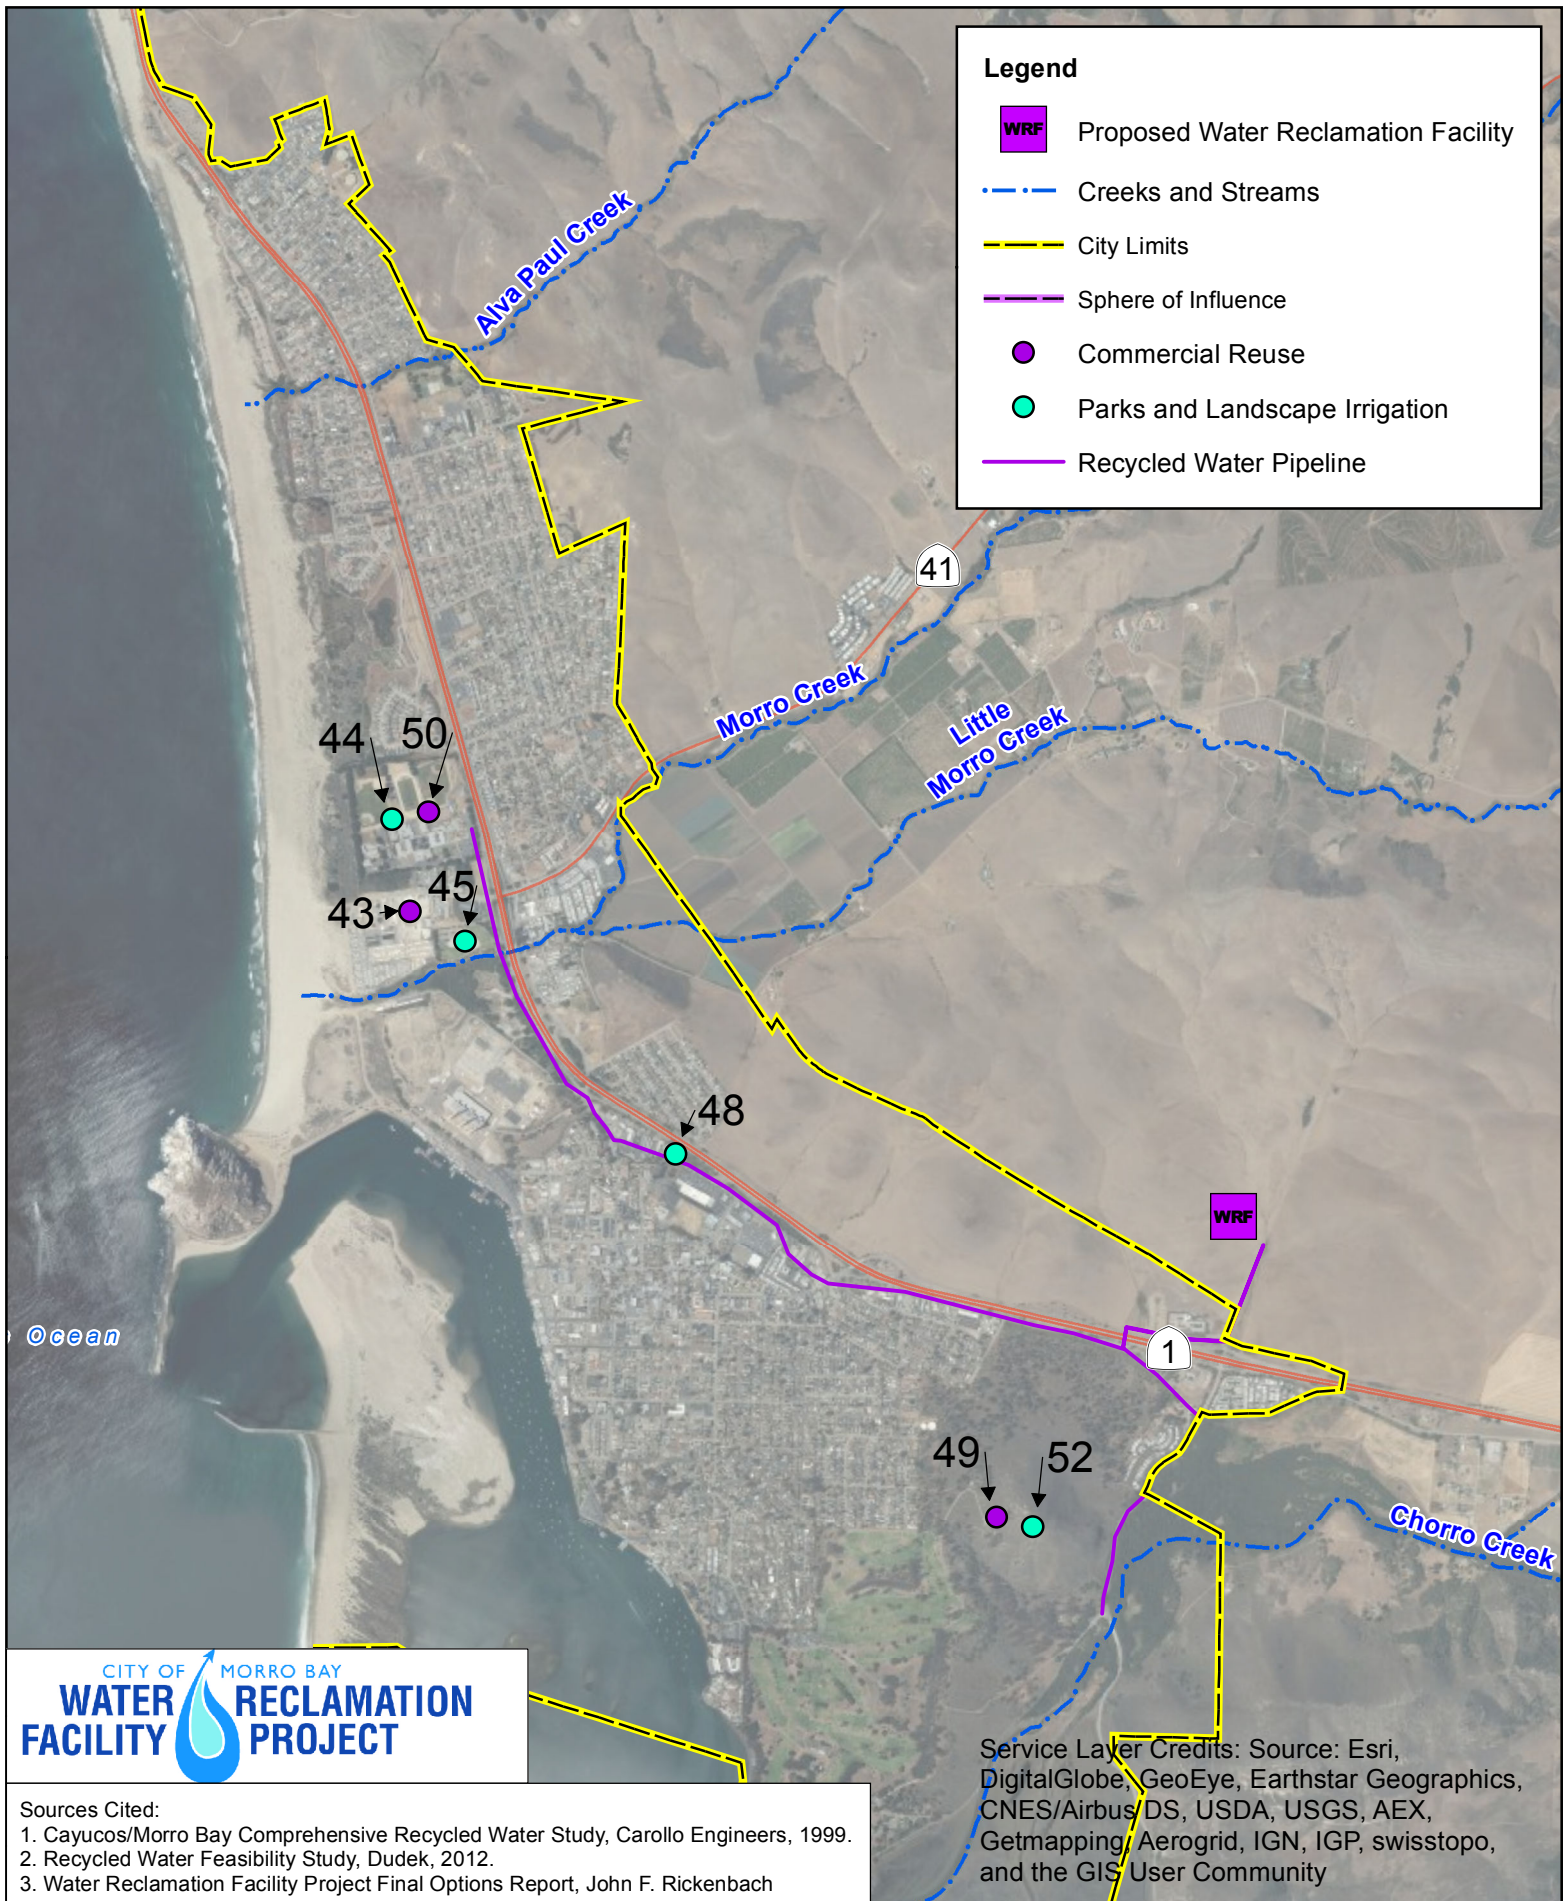 Legend
WRF Proposed Water Reclamation Facility
Creeks and Streams
City Limits
Sphere of Influence
Commercial Reuse
Parks and Landscape Irrigation
Recycled Water Pipeline
Alva Paul Creek
41
Morro Creek
Little
Morro Creek
44
50
45
43
48
WRF
Ocean
1
49
52
Chorro Creek
CITY OF MORRO BAY
WATER RECLAMATION
FACILITY PROJECT
Service Layer Credits: Source: Esri,
DigitalGlobe, GeoEye, Earthstar Geographics,
CNES/Airbus DS, USDA, USGS, AEX,
Getmapping, Aerogrid, IGN, IGP, swisstopo,
and the GIS User Community
Sources Cited:
1. Cayucos/Morro Bay Comprehensive Recycled Water Study, Carollo Engineers, 1999.
2. Recycled Water Feasibility Study, Dudek, 2012.
3. Water Reclamation Facility Project Final Options Report, John F. Rickenbach